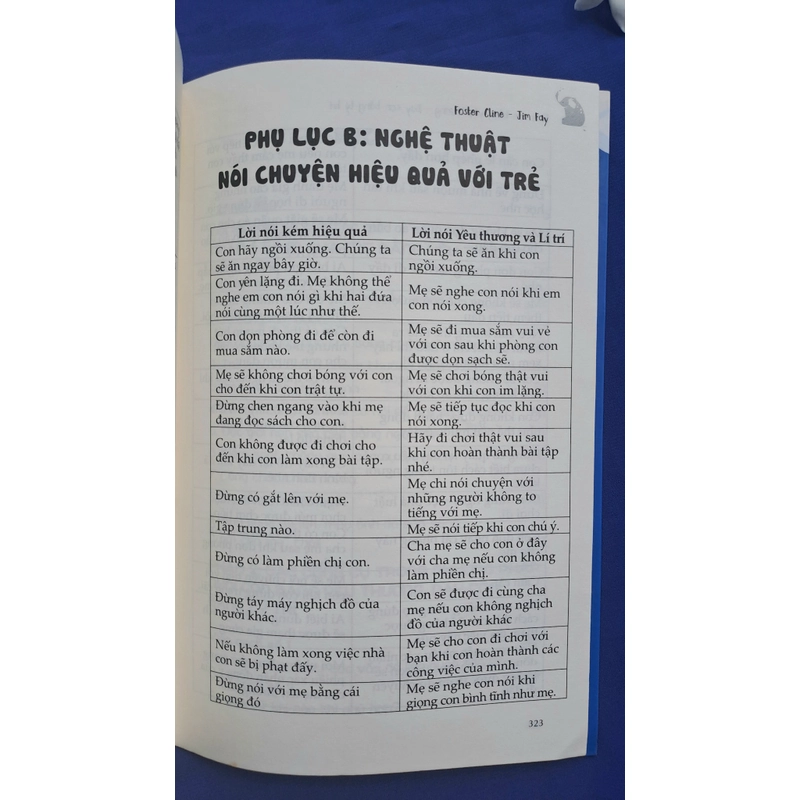 Foster Cline - Jim Fay
PHỤ LỤC B: NGHỆ THUẬT
NÓI CHUYỆN HIỆU QUẢ VỚI TRẺ
Lời nói kém hiệu quả
Lời nói Yêu thương và Lí trí
Con hãy ngồi xuống. Chúng ta
sẽ ăn ngay bây giờ.
Chúng ta sẽ ăn khi con
ngồi xuống.
Con yên lặng đi. Mẹ không thể
nghe em con nói gì khi hai đứa
nói cùng một lúc như thế.
Mẹ sẽ nghe con nói khi em
con nói xong.
Con dọn phòng đi để còn đi
mua sắm nào.
Mẹ sẽ đi mua sắm vui vẻ
với con sau khi phòng con
được dọn sạch sẽ.
Mẹ sẽ không chơi bóng với con
cho đến khi con trật tự.
Mẹ sẽ chơi bóng thật vui
với con khi con im lặng.
Đừng chen ngang vào khi mẹ
đang đọc sách cho con.
Mẹ sẽ tiếp tục đọc khi con
nói xong.
Con không được đi chơi cho
đến khi con làm xong bài tập.
Hãy đi chơi thật vui sau
khi con hoàn thành bài tập
nhé.
Đừng có gắt lên với mẹ.
Mẹ chỉ nói chuyện với
những người không to
tiếng với mẹ.
Tập trung nào.
Mẹ sẽ nói tiếp khi con chú ý.
Đừng có làm phiền chị con.
Cha mẹ sẽ cho con ở đây
với cha mẹ nếu con không
làm phiền chị.
Đừng táy máy nghịch đồ của
người khác.
Con sẽ được đi cùng cha
mẹ nếu con không nghịch
đồ của người khác
Nếu không làm xong việc nhà
con sẽ bị phạt đấy.
Mẹ sẽ cho con đi chơi với
bạn khi con hoàn thành các
công việc của mình.
Đừng nói với mẹ bằng cái
giọng đó
Mẹ sẽ nghe con nói khi
giọng con bình tĩnh như mẹ.
323